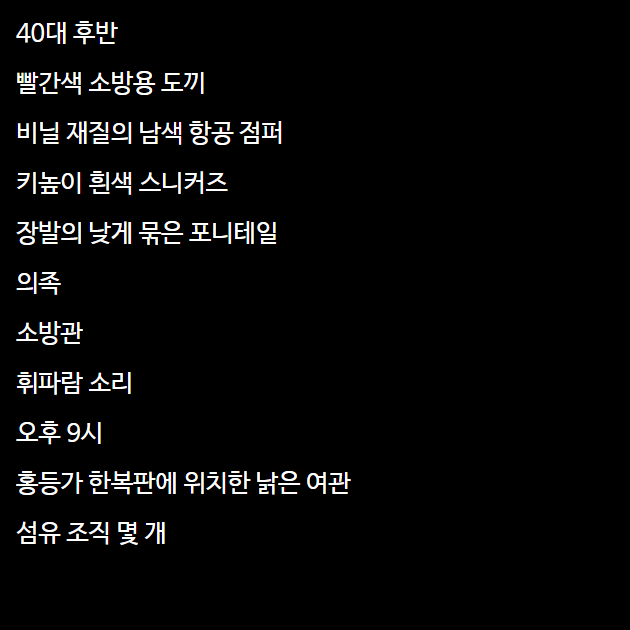 40대 후반
빨간색 소방용 도끼
비닐 재질의 남색 항공 점퍼
키높이 흰색 스니커즈
장발의 낮게 묶은 포니테일
의족
소방관
휘파람 소리
오후 9시
홍등가 한복판에 위치한 낡은 여관
섬유 조직 몇 개